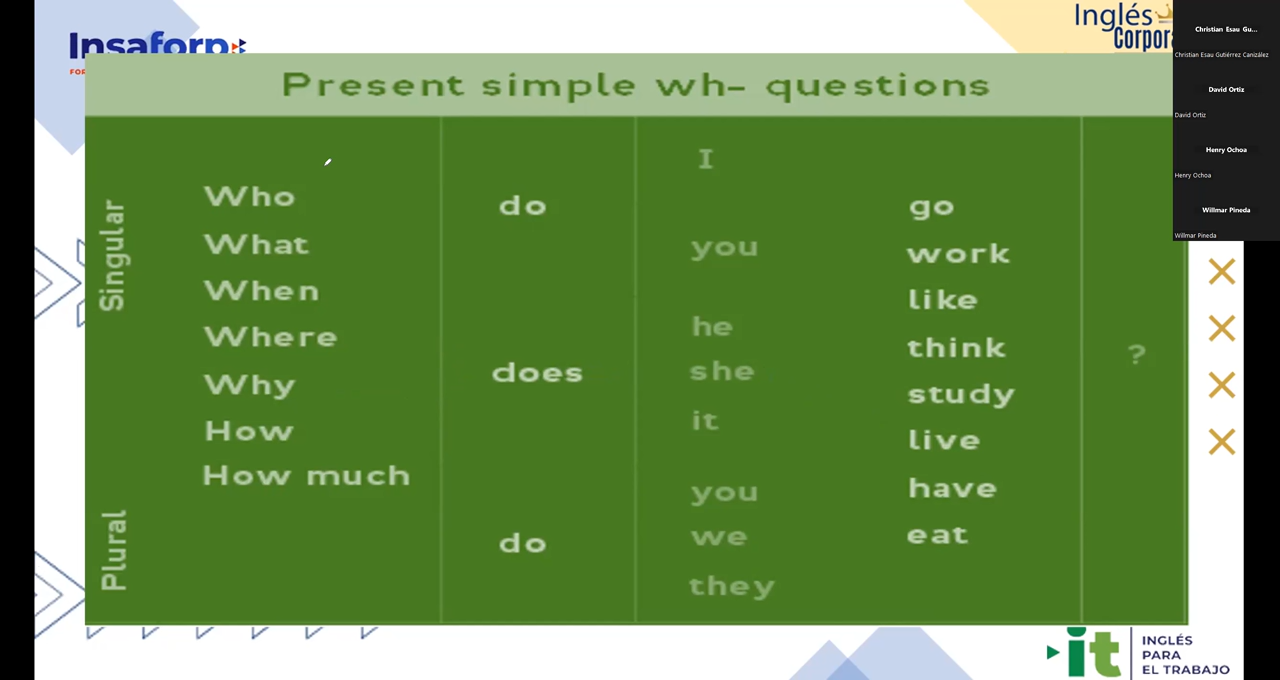 Insaforp
FOR
Inglés
Corpora
Present simple wh- questions
Singular
Plural
Who
What
When
Where
Why
How
How much
do
does
do
I
you
he
she
it
you
we
they
go
work
like
think
study
live
have
eat
?
Christian Esau Gu...
Christian Esau Gutiérrez Canizález
David Ortiz
David Ortiz
Henry Ochoa
Henry Ochoa
Willmar Pineda
Willmar Pineda
it
INGLÉS
PARA
EL TRABAJO